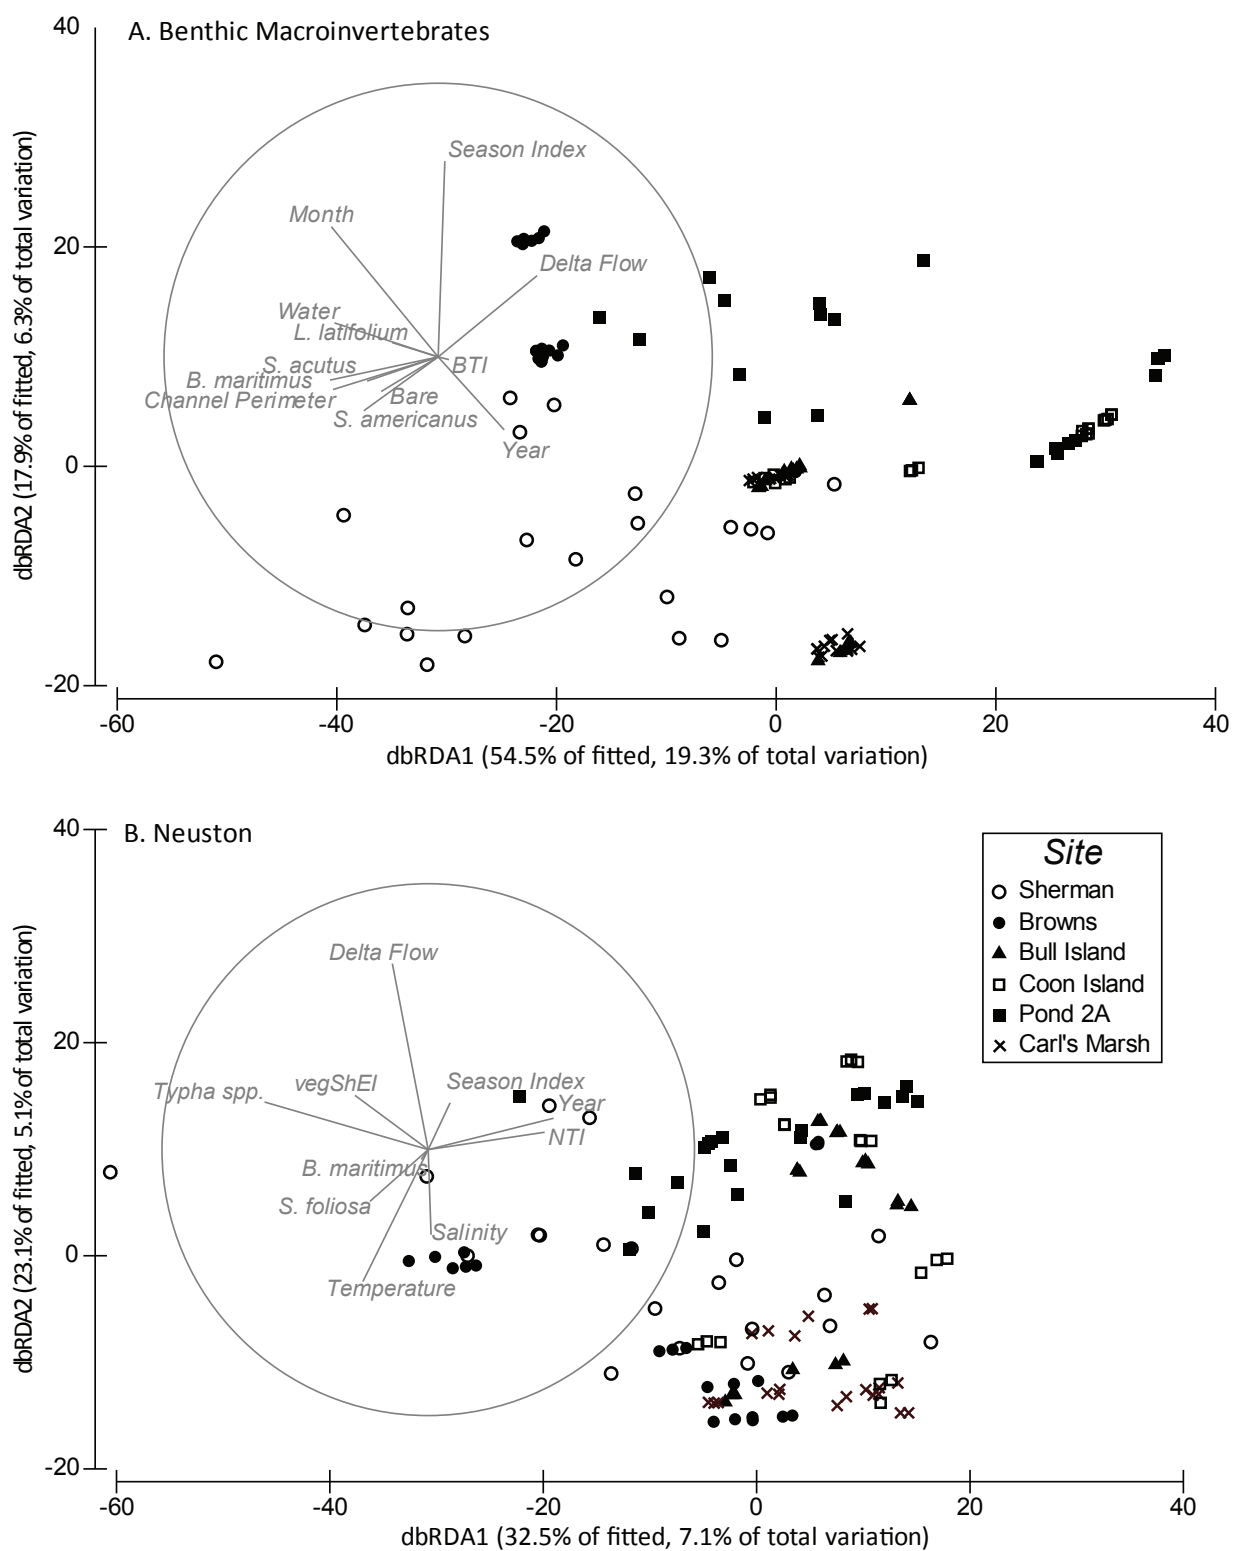 A. Benthic Macroinvertebrates
40
20
0
-20
dbRDA2 (17.9% of fitted, 6.3% of total variation)
Season Index
Month
Delta Flow
Water
L. latifolium
S. acutus
BTI
B. maritimus
Channel Perimeter
Bare
S. americanus
Year
-60 -40 -20 0 20 40
dbRDA1 (54.5% of fitted, 19.3% of total variation)
B. Neuston
40
20
0
-20
dbRDA2 (23.1% of fitted, 5.1% of total variation)
Site
Sherman
Browns
Bull Island
Coon Island
Pond 2A
Carl's Marsh
Delta Flow
Typha spp.
vegShEI
Season Index
Year
NTI
B. maritimus
S. foliosa
Salinity
Temperature
-60 -40 -20 0 20 40
dbRDA1 (32.5% of fitted, 7.1% of total variation)